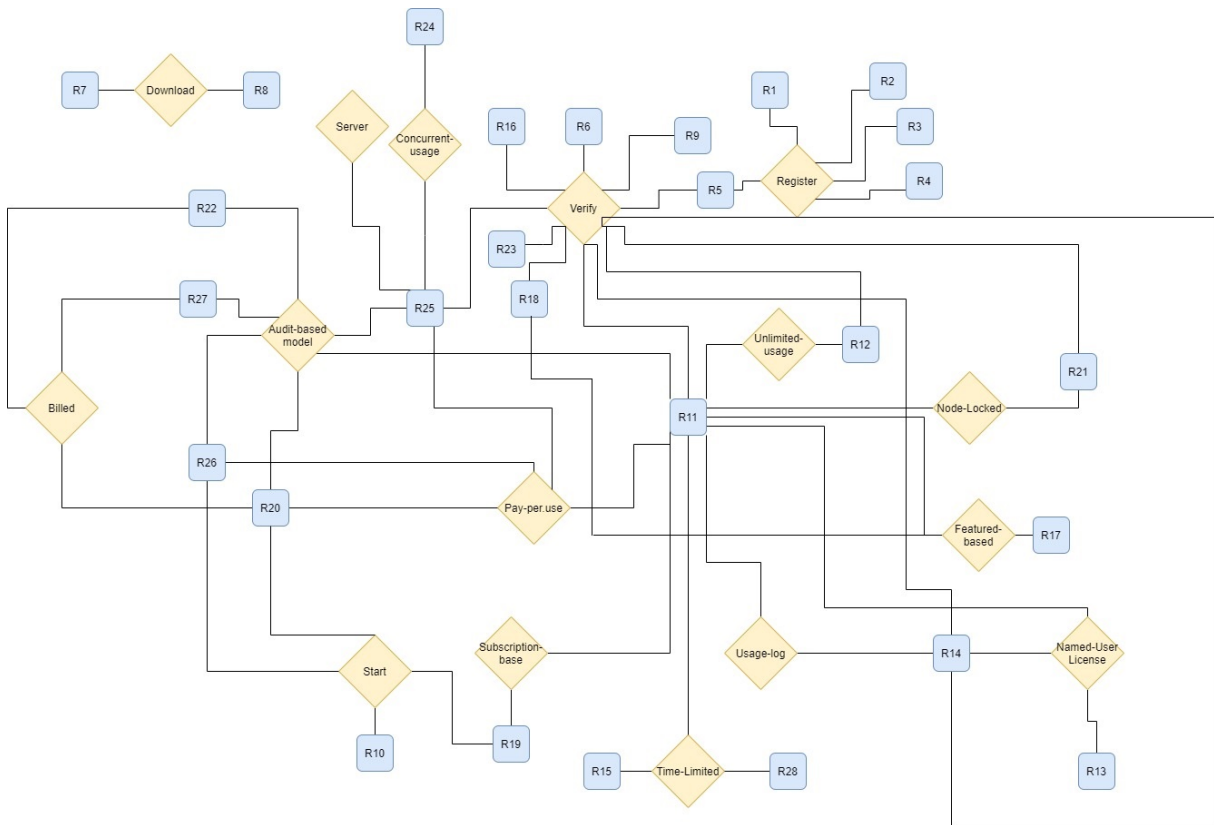 R24
R7
Download
R8
R1
R2
Server
Concurrent-
usage
R16
R6
R9
R3
Register
R4
R5
R22
Verify
R23
R27
R18
R25
Audit-based
model
Unlimited-
usage
R12
R21
Billed
R11
Node-Locked
R26
R20
Pay-per.use
Featured-
based
R17
Start
Subscription-
base
Usage-log
R14
Named-User
License
R10
R19
R15
Time-Limited
R28
R13